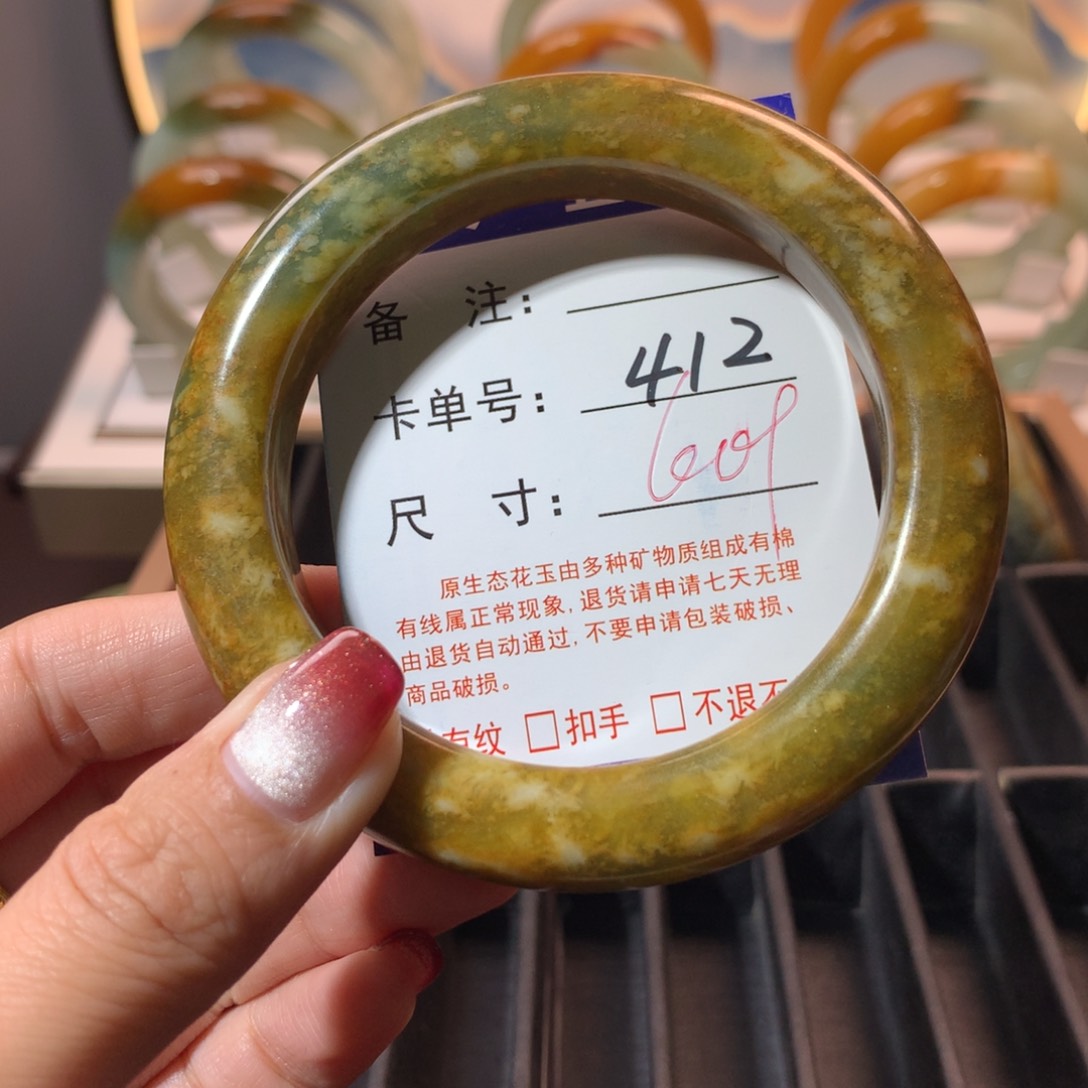 备 注:
卡单号: 412
尺 寸:
原生态花玉由多种矿物质组成有棉
有线属正常现象, 退货请申请七天无理
由退货自动通过, 不要申请包装破损、
商品破损。
有纹 □扣手 □不退不